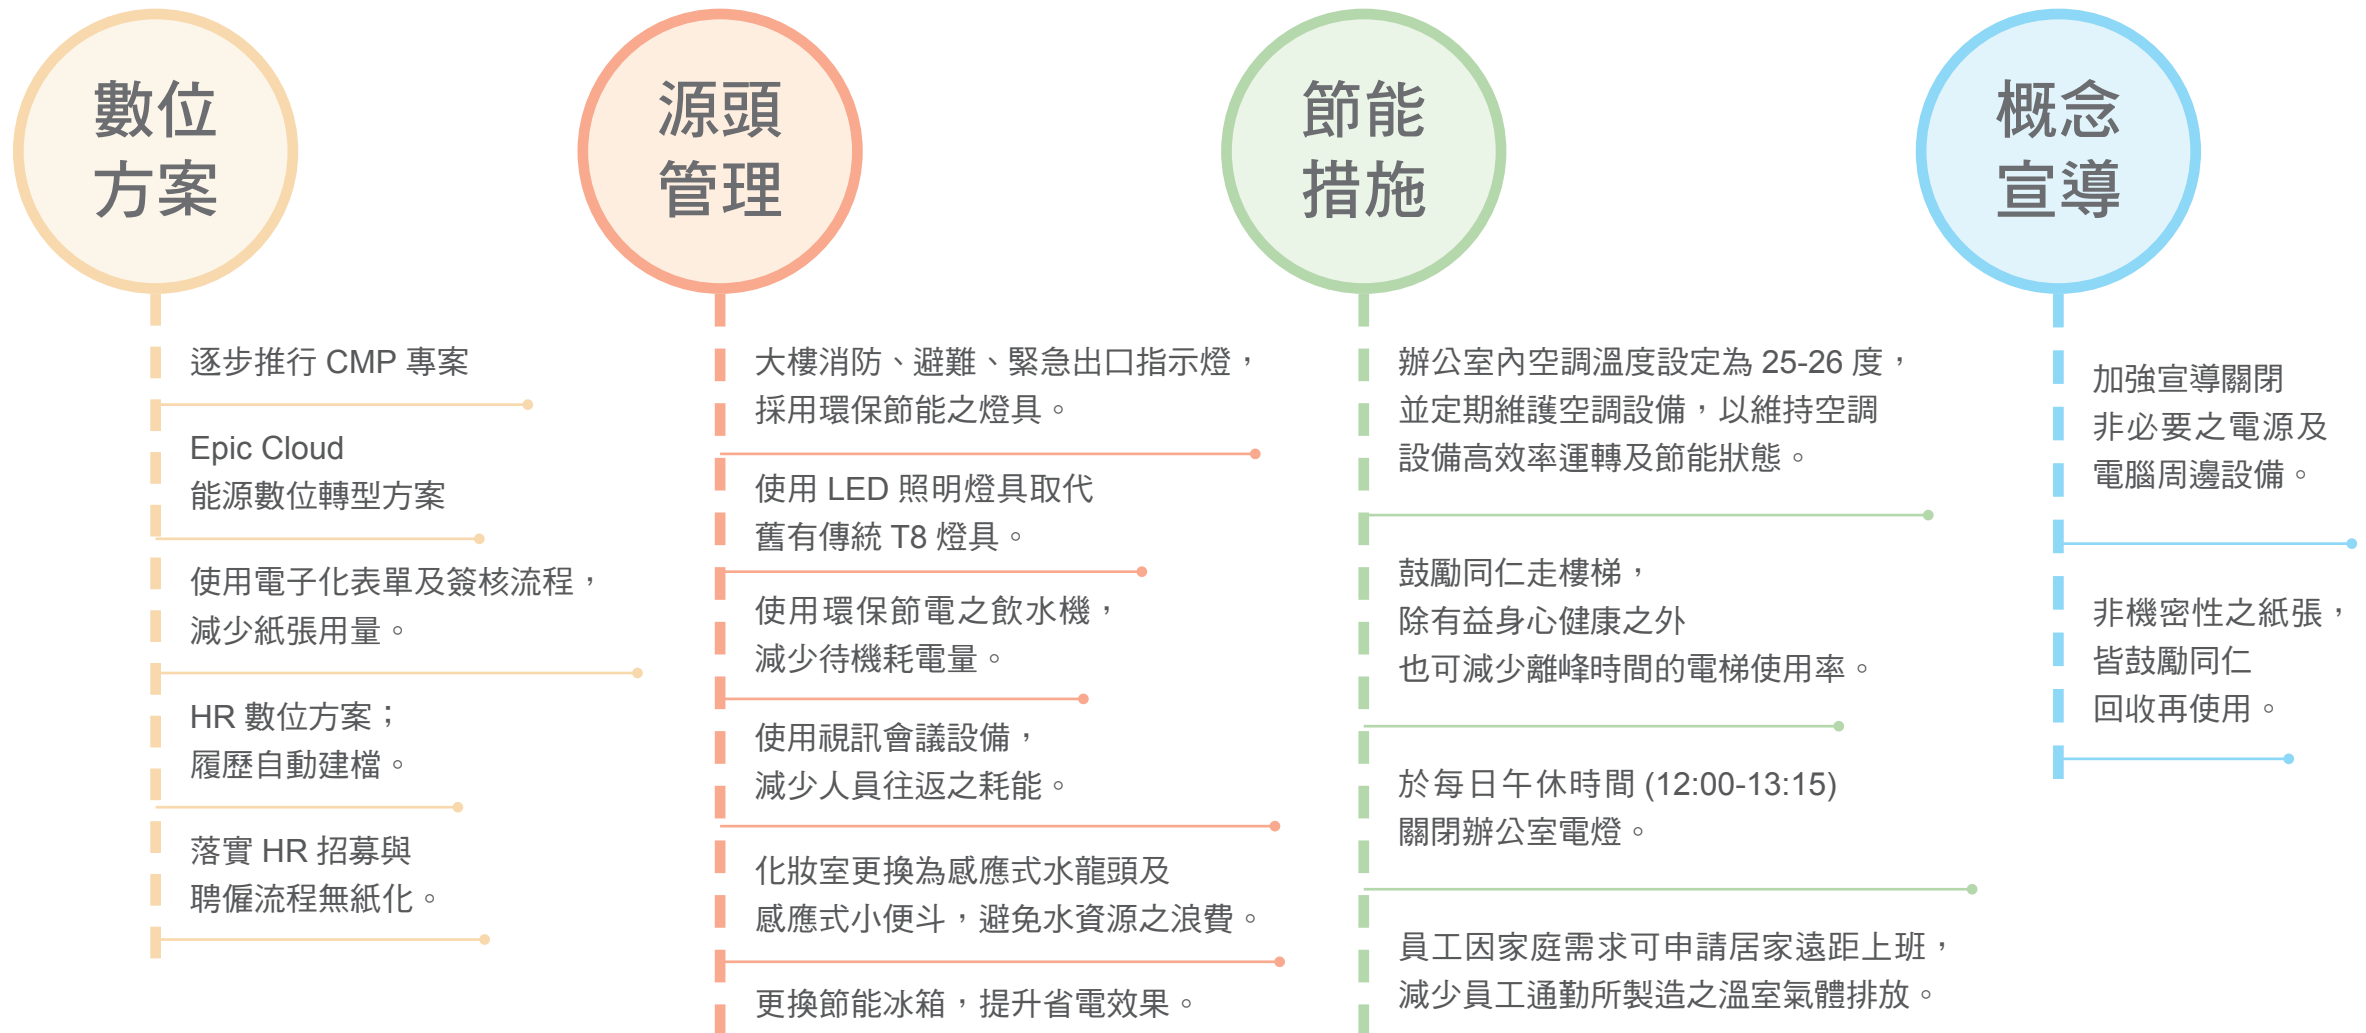 數位
方案
逐步推行 CMP 專案
Epic Cloud
能源數位轉型方案
使用電子化表單及簽核流程，
減少紙張用量。
HR 數位方案；
履歷自動建檔。
落實 HR 招募與
聘僱流程無紙化。
源頭
管理
大樓消防、避難、緊急出口指示燈，
採用環保節能之燈具。
使用 LED 照明燈具取代
舊有傳統 T8 燈具。
使用環保節電之飲水機，
減少待機耗電量。
使用視訊會議設備，
減少人員往返之耗能。
化妝室更換為感應式水龍頭及
感應式小便斗，避免水資源之浪費。
更換節能冰箱，提升省電效果。
節能
措施
辦公室內空調溫度設定為 25-26 度，
並定期維護空調設備，以維持空調
設備高效率運轉及節能狀態。
鼓勵同仁走樓梯，
除有益身心健康之外
也可減少離峰時間的電梯使用率。
於每日午休時間 (12:00-13:15)
關閉辦公室電燈。
員工因家庭需求可申請居家遠距上班，
減少員工通勤所製造之溫室氣體排放。
概念
宣導
加強宣導關閉
非必要之電源及
電腦周邊設備。
非機密性之紙張，
皆鼓勵同仁
回收再使用。